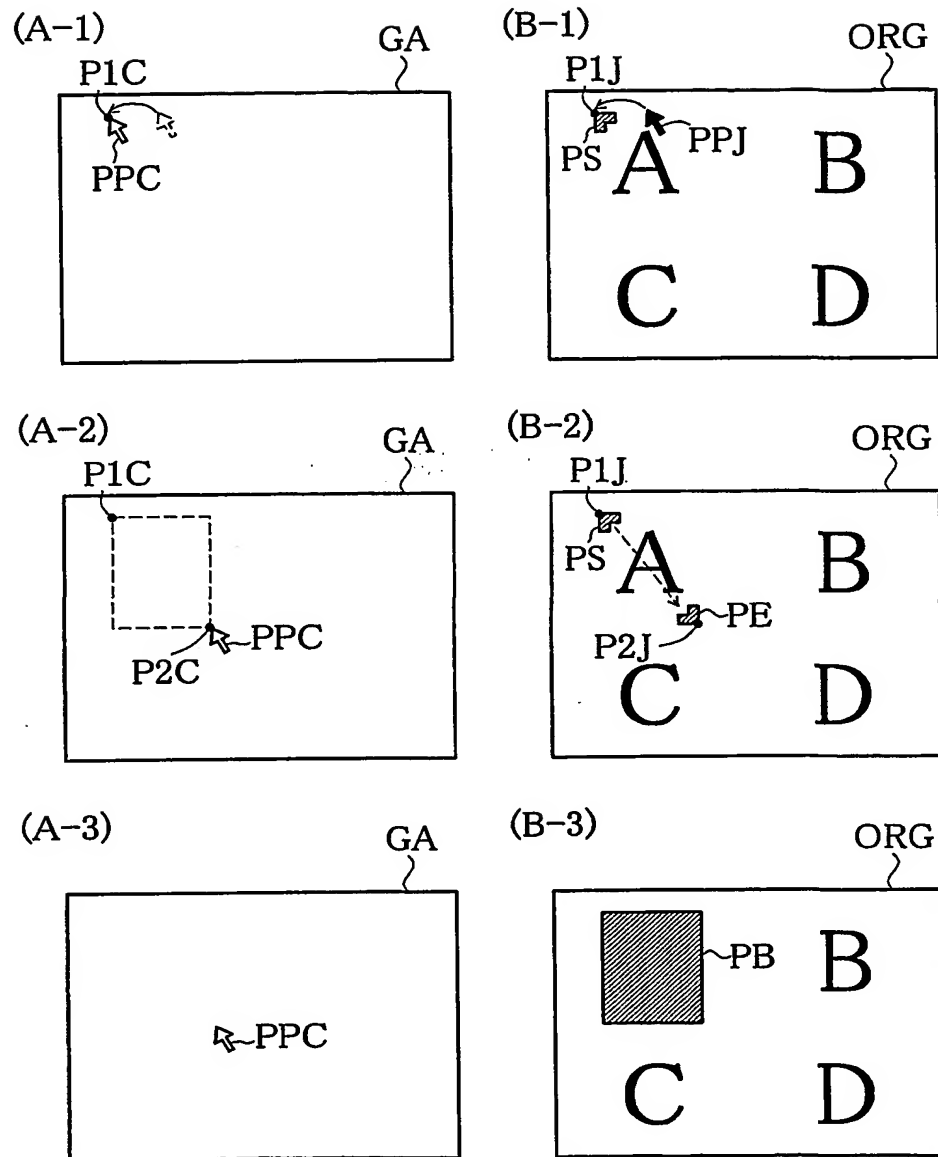 (A-1)
GA
P1C
PPC
(B-1)
ORG
P1J
PS
PPJ
A
B
C
D
(A-2)
GA
P1C
P2C
PPC
(B-2)
ORG
P1J
PS
A
B
PE
P2J
C
D
(A-3)
GA
PPC
(B-3)
ORG
PB
B
C
D